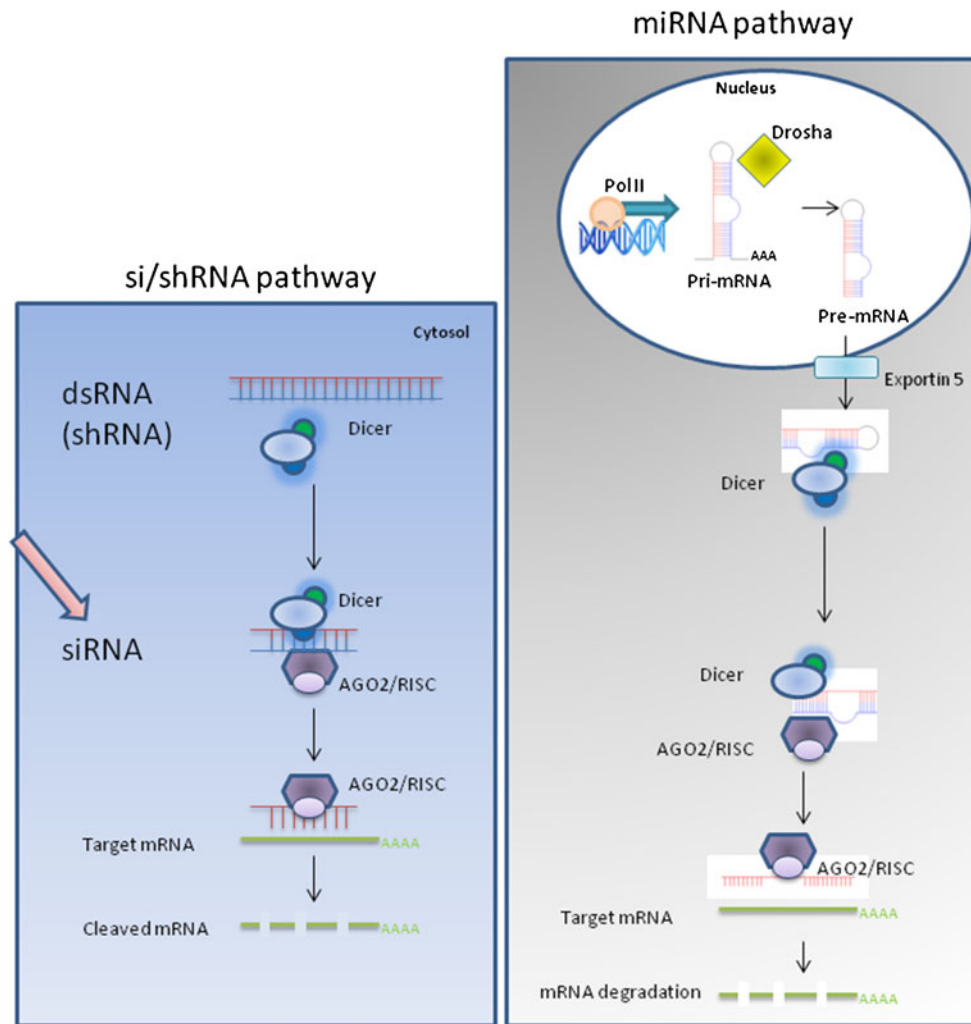 miRNA pathway
Nucleus
Drosha
Pol II
AAA
Pri-mRNA
Pre-mRNA
Exportin 5
Dicer
Dicer
AGO2/RISC
AGO2/RISC
Target mRNA
AAAA
mRNA degradation
AAAA
si/shRNA pathway
Cytosol
dsRNA
(shRNA)
Dicer
Dicer
siRNA
AGO2/RISC
AGO2/RISC
Target mRNA
AAAA
Cleaved mRNA
AAAA